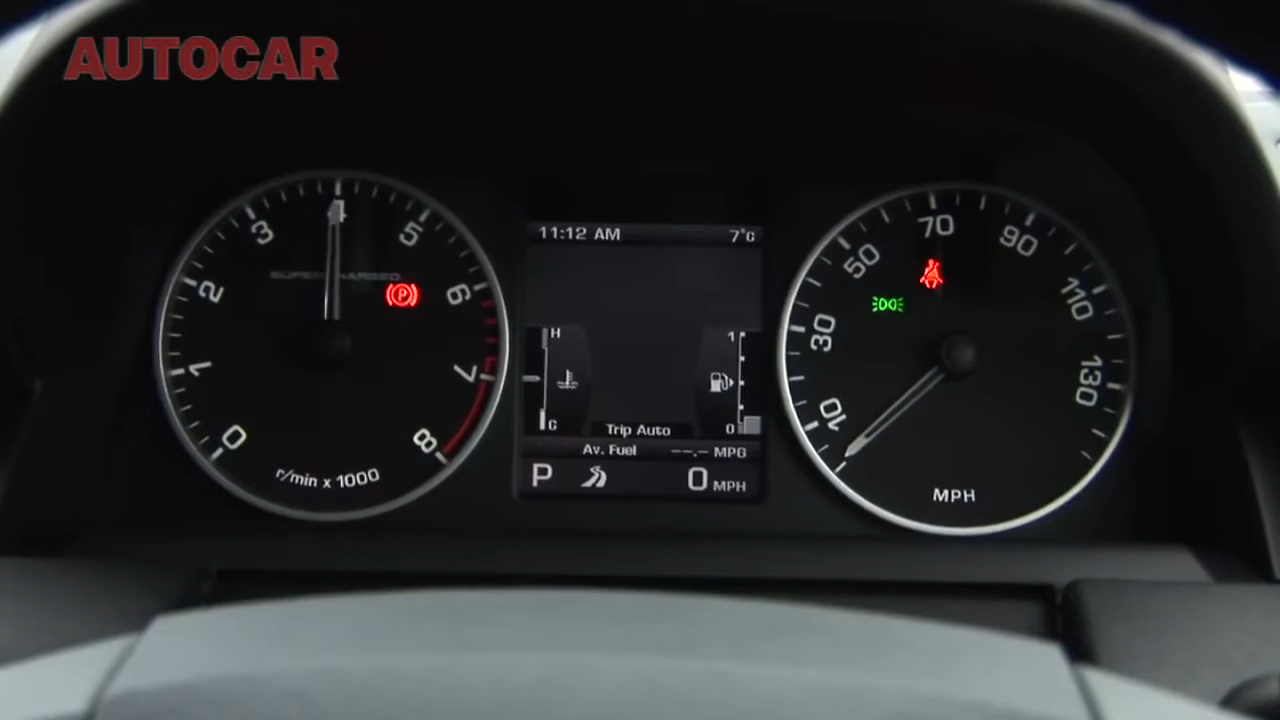 AUTOCAR
0
1
2
3
4
5
6
7
8
SUPERCHARGED
(P)
r/min x 1000
11:12 AM 7°C
H
C
1
0
Trip Auto
Av. Fuel --.- MPG
P 0 MPH
10
30
50
70
90
110
130
MPH